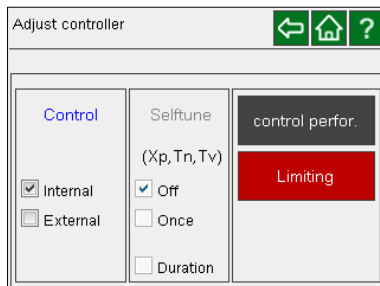 Adjust controller
?
Control
Selftune
control perfor.
(Xp,Tn,Tv)
Limiting
Internal
Off
External
Once
Duration